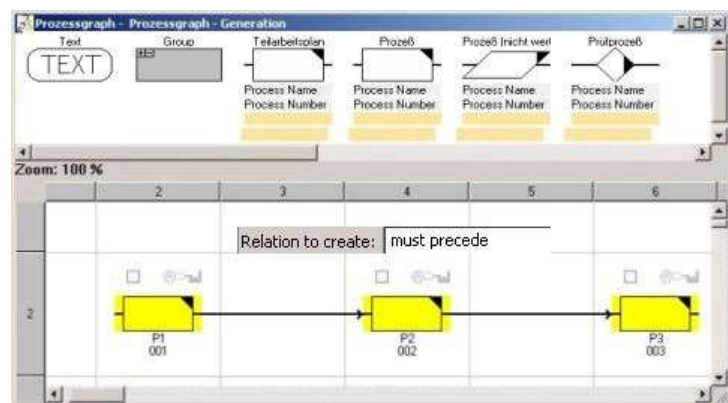 Prozessgraph - Prozessgraph - Generation
Text Group Teilarbeitsplan Prozeß Prozeß (nicht wert Prüfprozeß
TEXT
Process Name Process Name Process Name Process Name
Process Number Process Number Process Number Process Number
Zoom: 100 %
2 3 4 5 6
Relation to create: must precede
2
P1 P2 P3
001 002 003